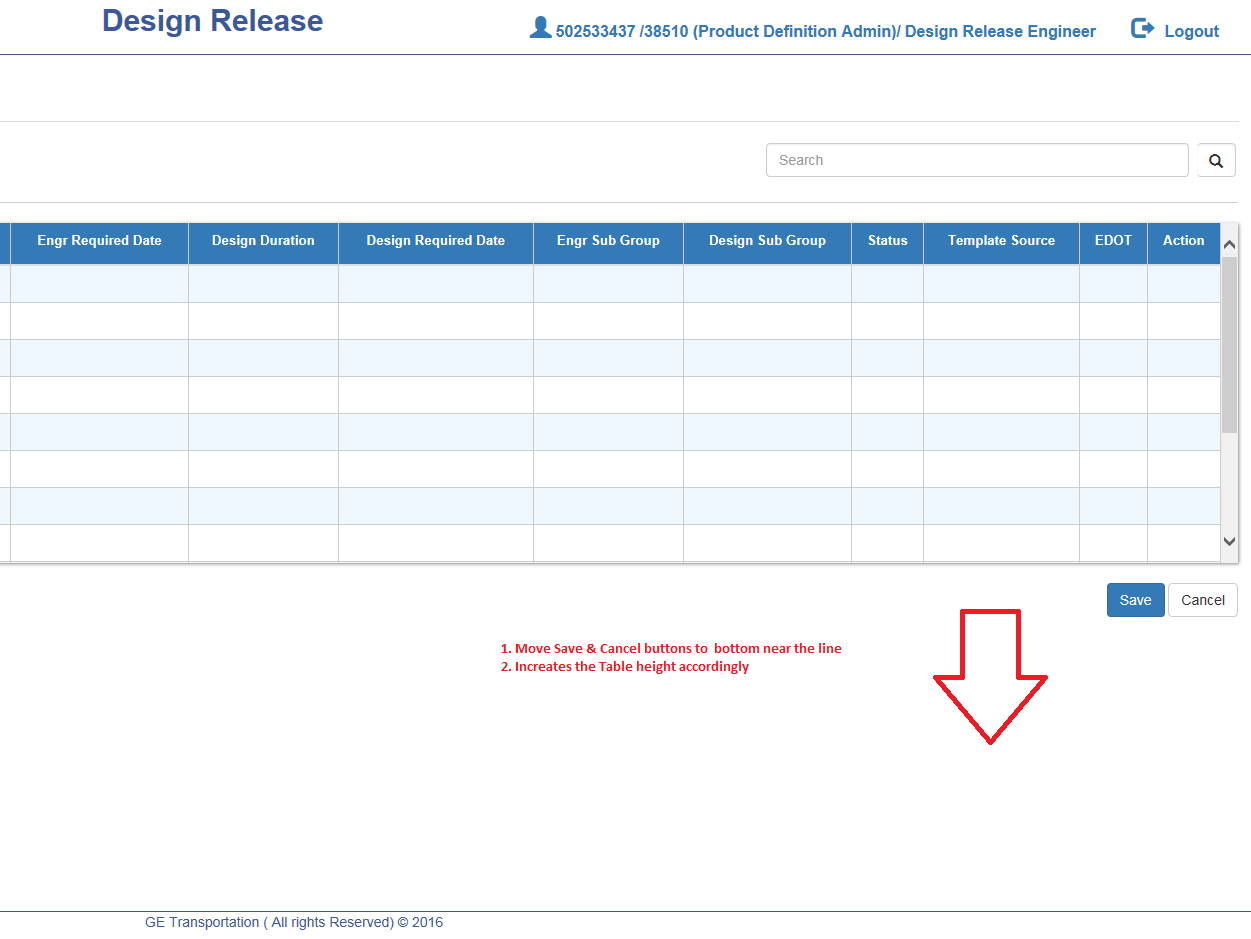 Design Release
502533437 /38510 (Product Definition Admin)/ Design Release Engineer
Logout
Search
Engr Required Date Design Duration Design Required Date Engr Sub Group Design Sub Group Status Template Source EDOT Action
Save Cancel
1. Move Save & Cancel buttons to  bottom near the line
2. Increates the Table height accordingly
GE Transportation ( All rights Reserved) © 2016